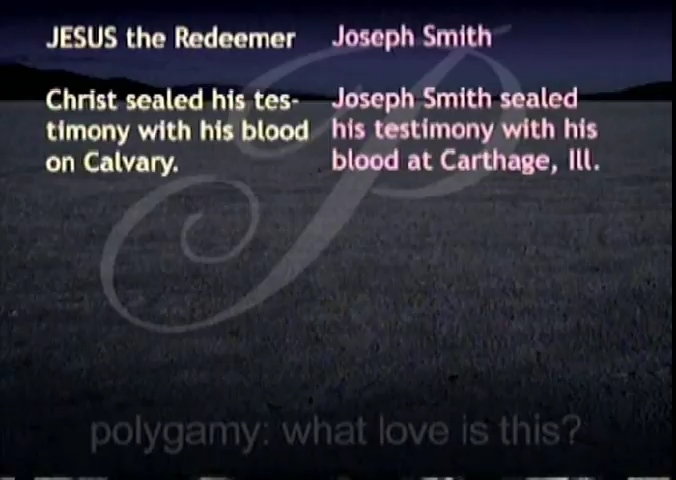 JESUS the Redeemer
Christ sealed his tes-
timony with his blood
on Calvary.
Joseph Smith
Joseph Smith sealed
his testimony with his
blood at Carthage, Ill.
P
polygamy: what love is this?